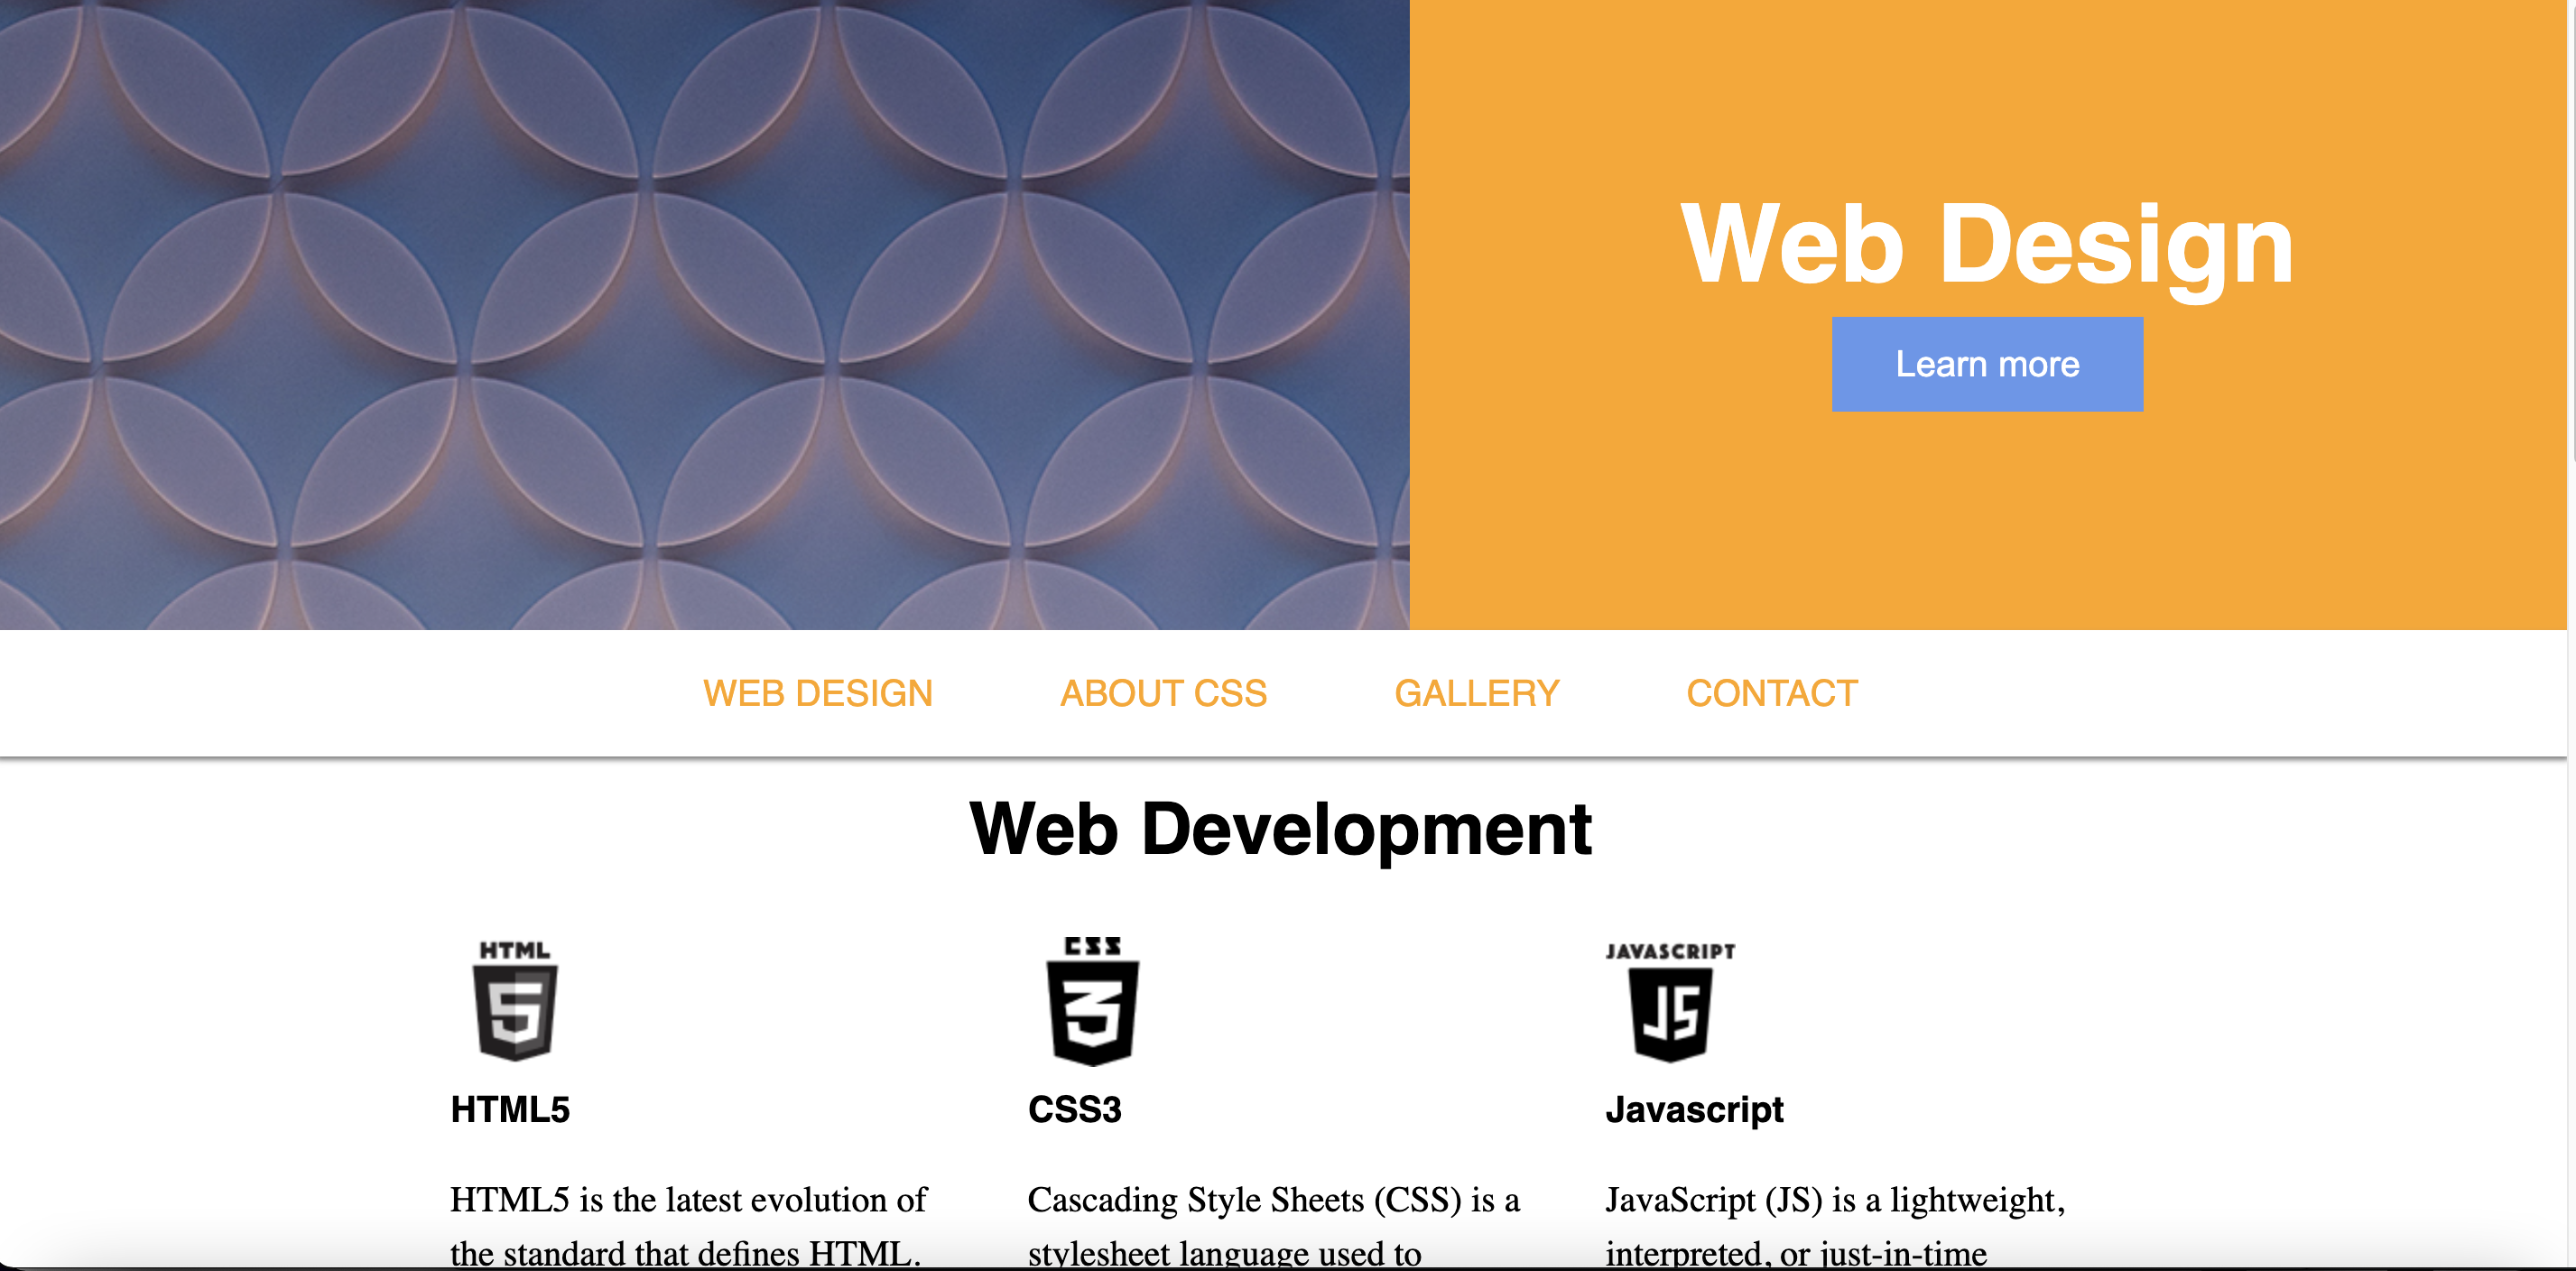 Web Design
Learn more
WEB DESIGN
ABOUT CSS
GALLERY
CONTACT
Web Development
HTML
5
HTML5
HTML5 is the latest evolution of
the standard that defines HTML.
CSS
3
CSS3
Cascading Style Sheets (CSS) is a
stylesheet language used to
JAVASCRIPT
JS
Javascript
JavaScript (JS) is a lightweight,
interpreted, or just-in-time